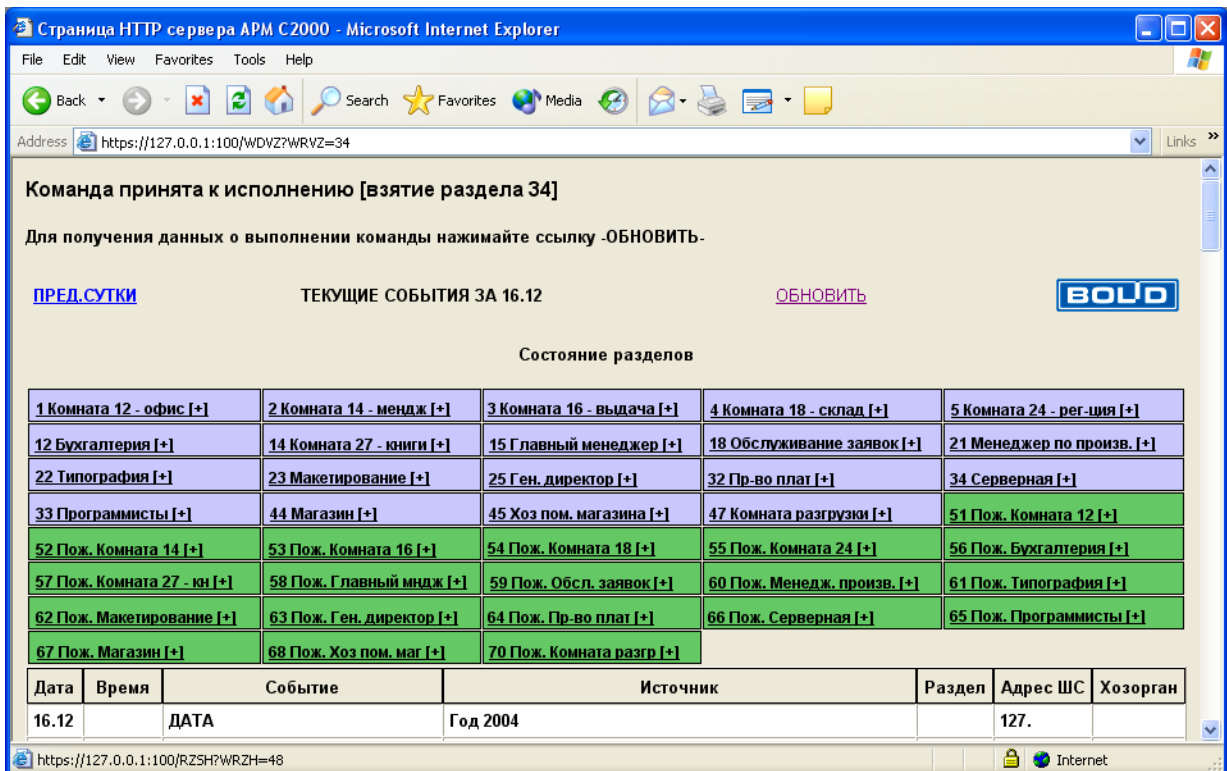 Страница HTTP сервера АРМ С2000 - Microsoft Internet Explorer
File Edit View Favorites Tools Help
Back Search Favorites Media
Address https://127.0.0.1:100/WDVZ?WRVZ=34 Links »
Команда принята к исполнению [взятие раздела 34]
Для получения данных о выполнении команды нажимайте ссылку -ОБНОВИТЬ-
ПРЕД.СУТКИ ТЕКУЩИЕ СОБЫТИЯ ЗА 16.12 ОБНОВИТЬ BOLID
Состояние разделов
1 Комната 12 - офис [+] 2 Комната 14 - мендж [+] 3 Комната 16 - выдача [+] 4 Комната 18 - склад [+] 5 Комната 24 - рег-ция [+]
12 Бухгалтерия [+] 14 Комната 27 - книги [+] 15 Главный менеджер [+] 18 Обслуживание заявок [+] 21 Менеджер по произв. [+]
22 Типография [+] 23 Макетирование [+] 25 Ген. директор [+] 32 Пр-во плат [+] 34 Серверная [+]
33 Программисты [+] 44 Магазин [+] 45 Хоз пом. магазина [+] 47 Комната разгрузки [+] 51 Пож. Комната 12 [+]
52 Пож. Комната 14 [+] 53 Пож. Комната 16 [+] 54 Пож. Комната 18 [+] 55 Пож. Комната 24 [+] 56 Пож. Бухгалтерия [+]
57 Пож. Комната 27 - кн [+] 58 Пож. Главный мндж [+] 59 Пож. Обсл. заявок [+] 60 Пож. Менедж. произв. [+] 61 Пож. Типография [+]
62 Пож. Макетирование [+] 63 Пож. Ген. директор [+] 64 Пож. Пр-во плат [+] 66 Пож. Серверная [+] 65 Пож. Программисты [+]
67 Пож. Магазин [+] 68 Пож. Хоз пом. маг [+] 70 Пож. Комната разгр [+]
Дата Время Событие Источник Раздел Адрес ШС Хозорган
16.12 ДАТА Год 2004 127.
https://127.0.0.1:100/RZSH?WRZH=48 Internet